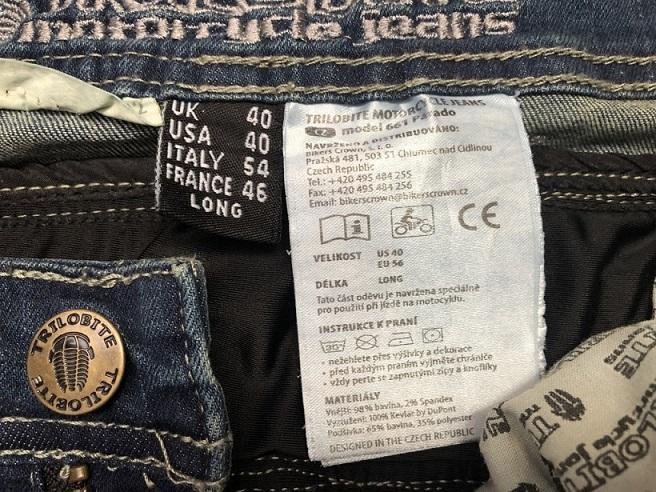 motorcycle jeans
UK 40
USA 40
ITALY 54
FRANCE 46
LONG
TRILOBITE MOTORCYCLE JEANS
CZ model 661 Parado
NAVRŽENO A DISTRIBUOVÁNO:
Bikers Crown, s.r.o.
Pražská 481, 503 51 Chlumec nad Cidlinou
Czech Republic
Tel.: +420 495 484 255
Fax: +420 495 484 256
Email: bikerscrown@bikerscrown.cz
i
CE
VELIKOST US 40
EU 56
DÉLKA LONG
Tato část oděvu je navržena speciálně
pro použití při jízdě na motocyklu.
INSTRUKCE K PRANÍ
30°
• nežehlete přes výšivky a dekorace
• před každým praním vyjměte chrániče
• vždy perte se zapnutými zipy a knoflíky
MATERIÁLY
Vnější: 98% bavlna, 2% Spandex
Vyztužení: 100% Kevlar by DuPont
Podšívka: 65% bavlna, 35% polyester
DESIGNED IN THE CZECH REPUBLIC
TRILOBITE
TRILOBITE